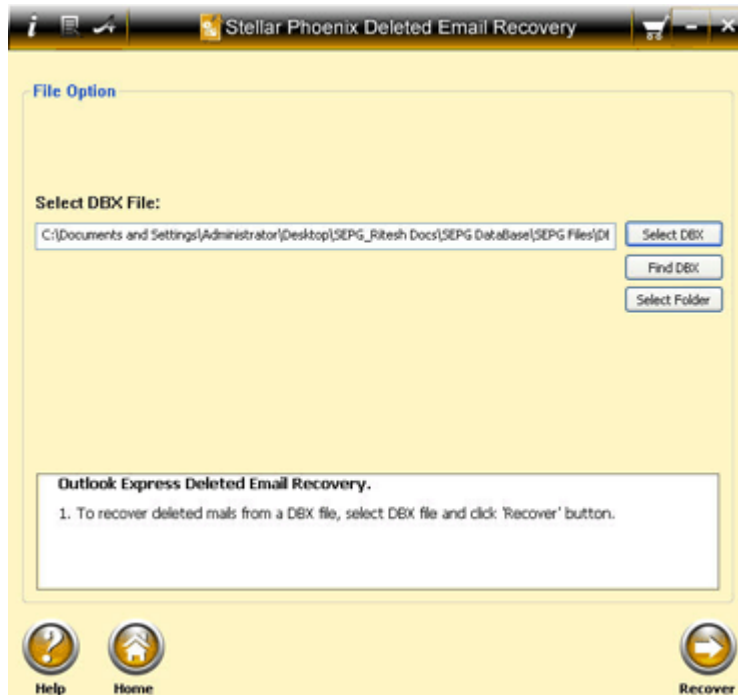 Stellar Phoenix Deleted Email Recovery
File Option
Select DBX File:
C:\Documents and Settings\Administrator\Desktop\SEPG_Ritesh Docs\SEPG DataBase\SEPG Files\DI
Select DBX
Find DBX
Select Folder
Outlook Express Deleted Email Recovery.
1. To recover deleted mails from a DBX file, select DBX file and click 'Recover' button.
Help
Home
Recover